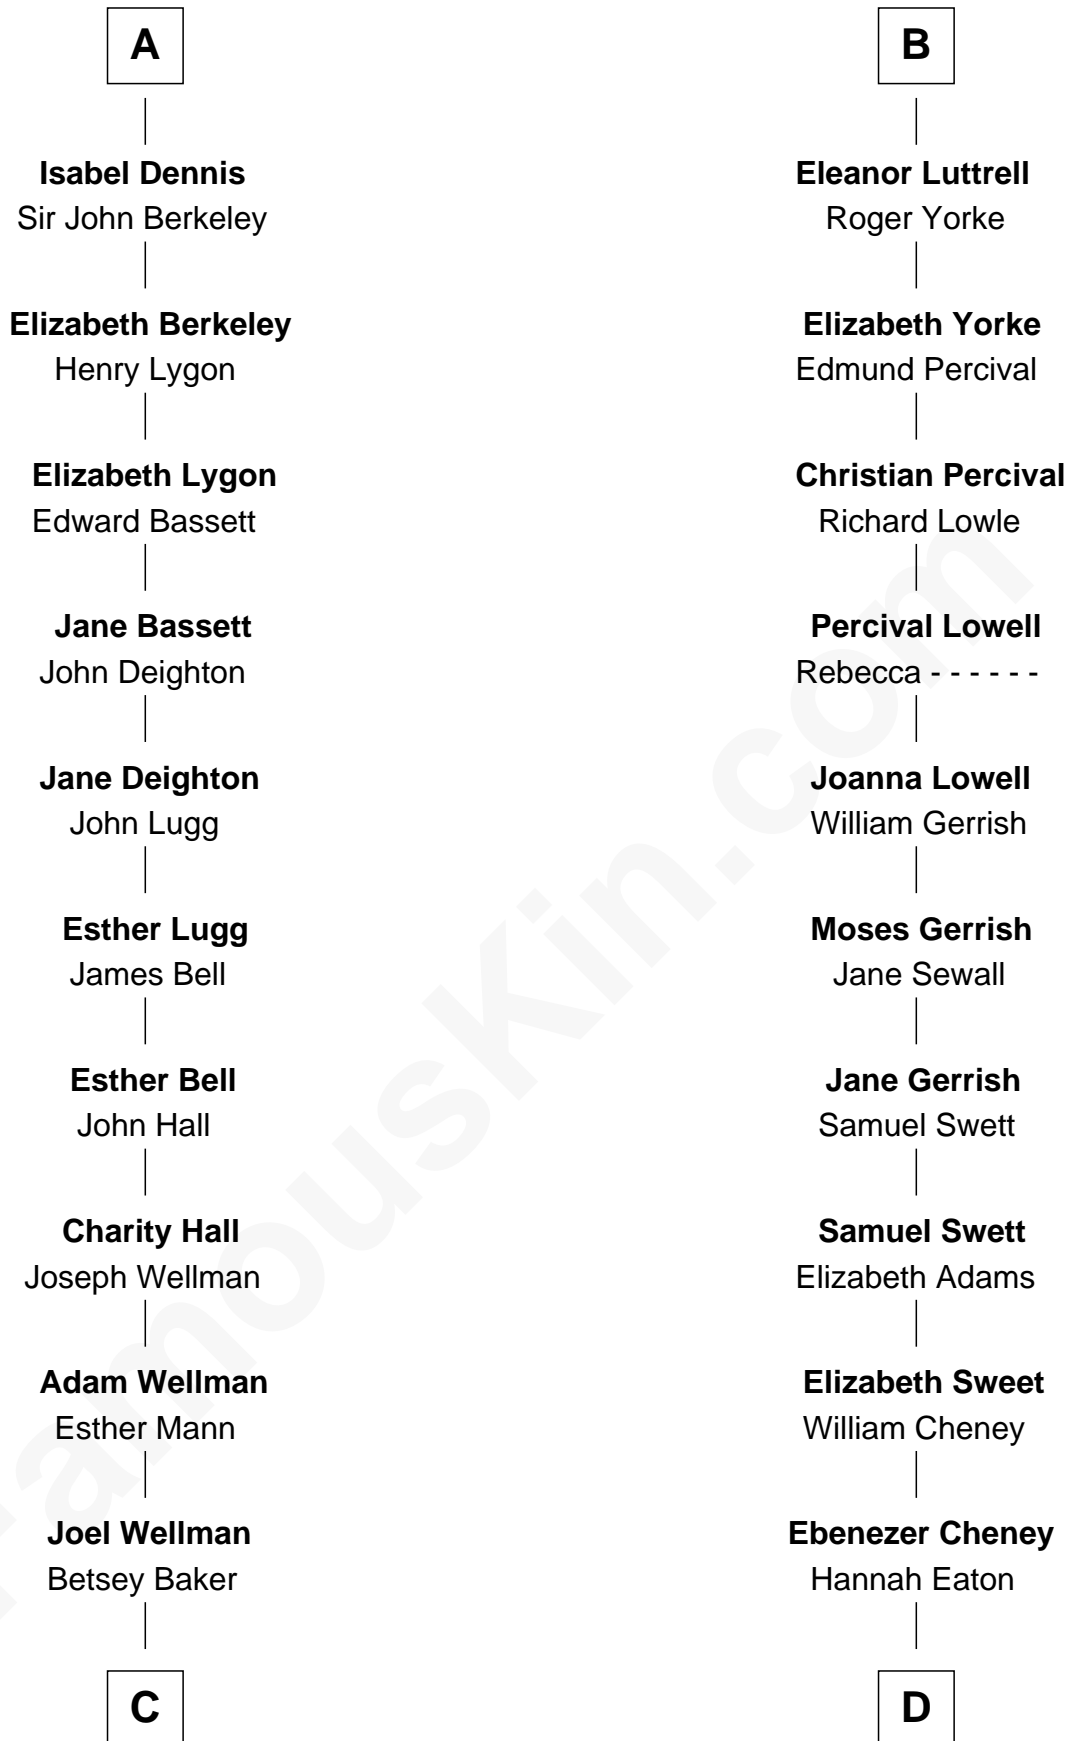 A
Isabel Dennis
Sir John Berkeley
Elizabeth Berkeley
Henry Lygon
Elizabeth Lygon
Edward Bassett
Jane Bassett
John Deighton
Jane Deighton
John Lugg
Esther Lugg
James Bell
Esther Bell
John Hall
Charity Hall
Joseph Wellman
Adam Wellman
Esther Mann
Joel Wellman
Betsey Baker
C
B
Eleanor Luttrell
Roger Yorke
Elizabeth Yorke
Edmund Percival
Christian Percival
Richard Lowle
Percival Lowell
Rebecca - - - - - -
Joanna Lowell
William Gerrish
Moses Gerrish
Jane Sewall
Jane Gerrish
Samuel Swett
Samuel Swett
Elizabeth Adams
Elizabeth Sweet
William Cheney
Ebenezer Cheney
Hannah Eaton
D
FamousKin.com